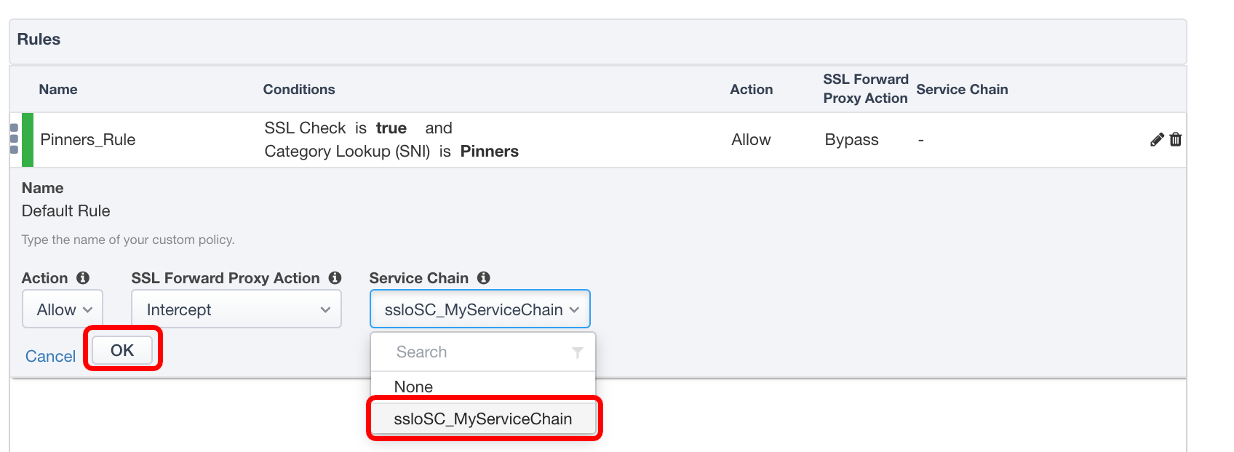 Rules
Name Conditions Action SSL Forward Proxy Action Service Chain
Pinners_Rule SSL Check is true and Allow Bypass -
Category Lookup (SNI) is Pinners
Name
Default Rule
Type the name of your custom policy.
Action SSL Forward Proxy Action Service Chain
Allow Intercept ssloSC_MyServiceChain
Cancel OK
Search
None
ssloSC_MyServiceChain